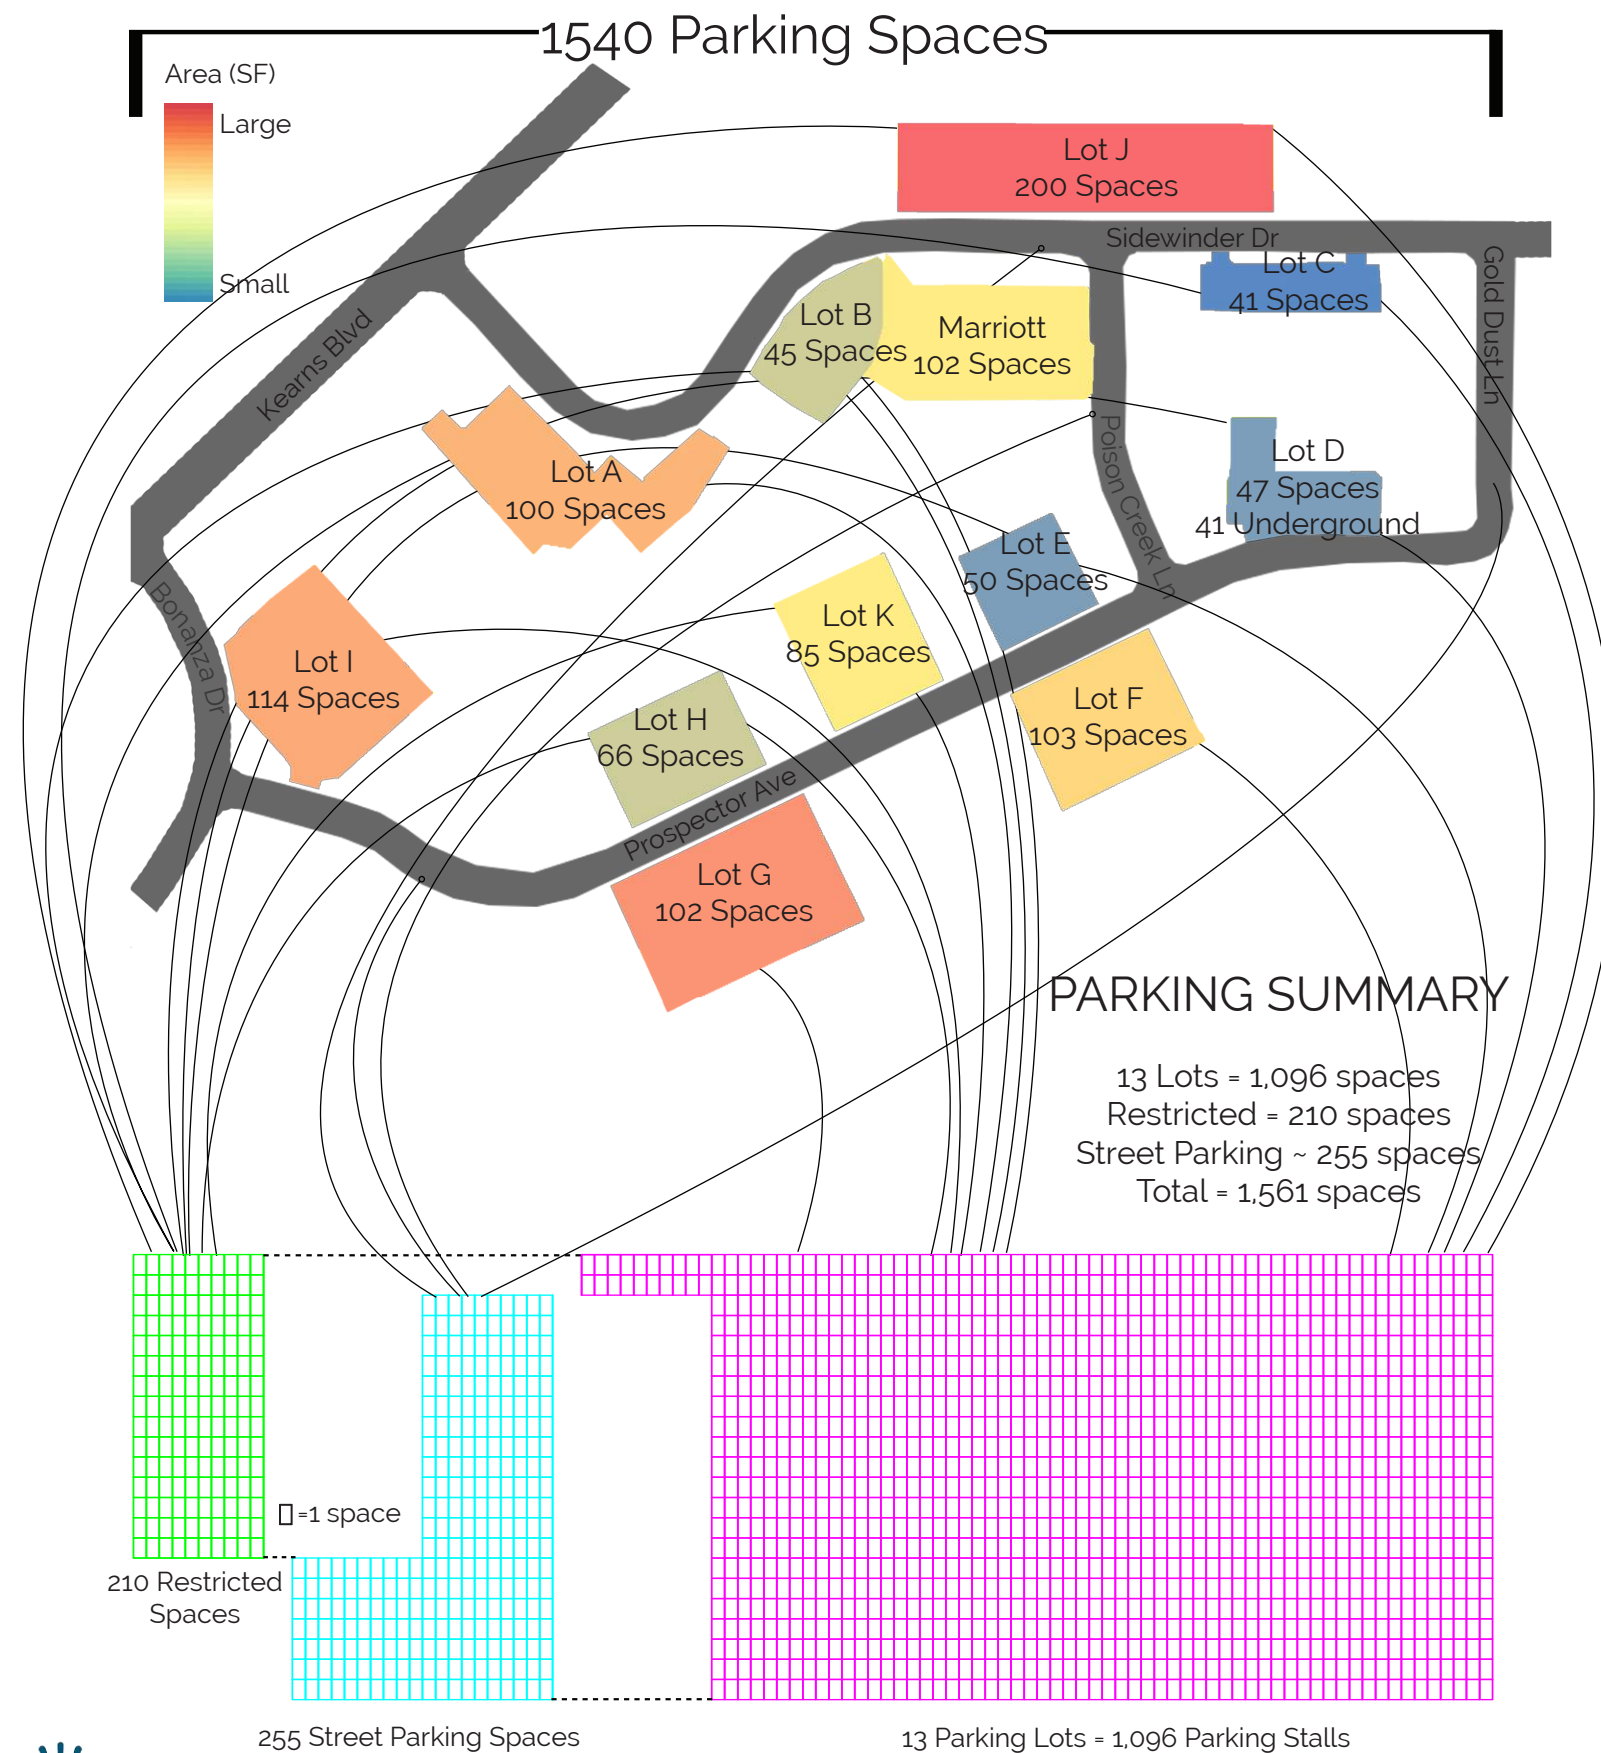 1540 Parking Spaces
Area (SF)
Large
Small
Lot J
200 Spaces
Sidewinder Dr
Lot C
41 Spaces
Gold Dust Ln
Kearns Blvd
Lot B
45 Spaces
Marriott
102 Spaces
Lot A
100 Spaces
Poison Creek Ln
Lot D
47 Spaces
41 Underground
Lot E
50 Spaces
Bonanza Dr
Lot I
114 Spaces
Lot K
85 Spaces
Lot H
66 Spaces
Lot F
103 Spaces
Prospector Ave
Lot G
102 Spaces
PARKING SUMMARY
13 Lots = 1,096 spaces
Restricted = 210 spaces
Street Parking ~ 255 spaces
Total = 1,561 spaces
=1 space
210 Restricted
Spaces
255 Street Parking Spaces
13 Parking Lots = 1,096 Parking Stalls